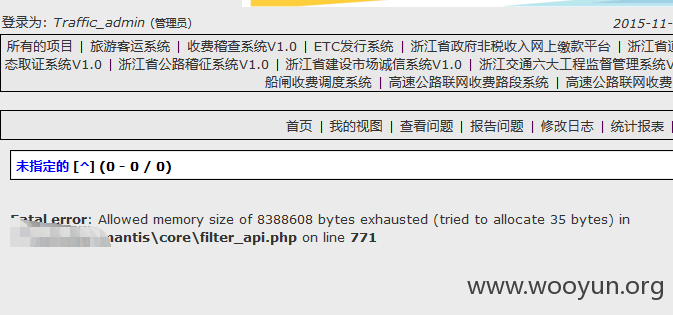 登录为: Traffic_admin (管理员) 2015-11-
所有的项目 | 旅游客运系统 | 收费稽查系统V1.0 | ETC发行系统 | 浙江省政府非税收入网上缴款平台 | 浙江省
态取证系统V1.0 | 浙江省公路稽征系统V1.0 | 浙江省建设市场诚信系统V1.0 | 浙江交通六大工程监督管理系统V
船闸收费调度系统 | 高速公路联网收费路段系统 | 高速公路联网收费
首页 | 我的视图 | 查看问题 | 报告问题 | 修改日志 | 统计报表 |
未指定的 [^] (0 - 0 / 0)
Fatal error: Allowed memory size of 8388608 bytes exhausted (tried to allocate 35 bytes) in
mantis\core\filter_api.php on line 771
www.wooyun.org